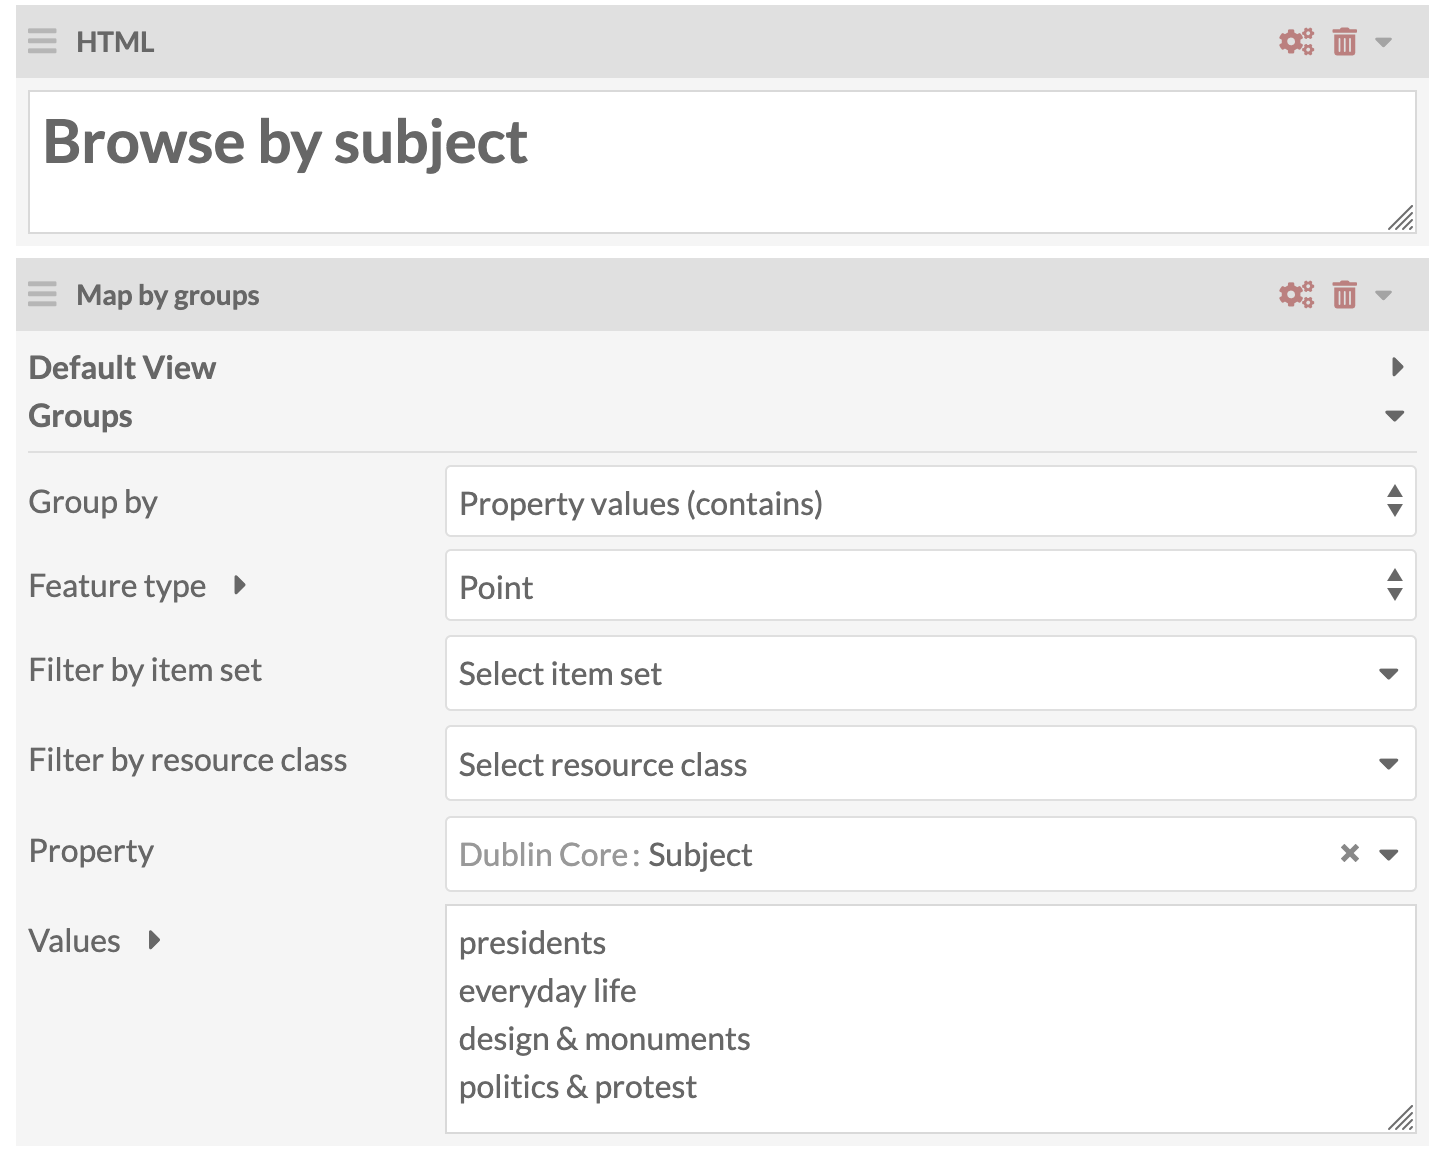 HTML
Browse by subject
Map by groups
Default View
Groups
Group by
Property values (contains)
Feature type
Point
Filter by item set
Select item set
Filter by resource class
Select resource class
Property
Dublin Core: Subject
Values
presidents
everyday life
design & monuments
politics & protest